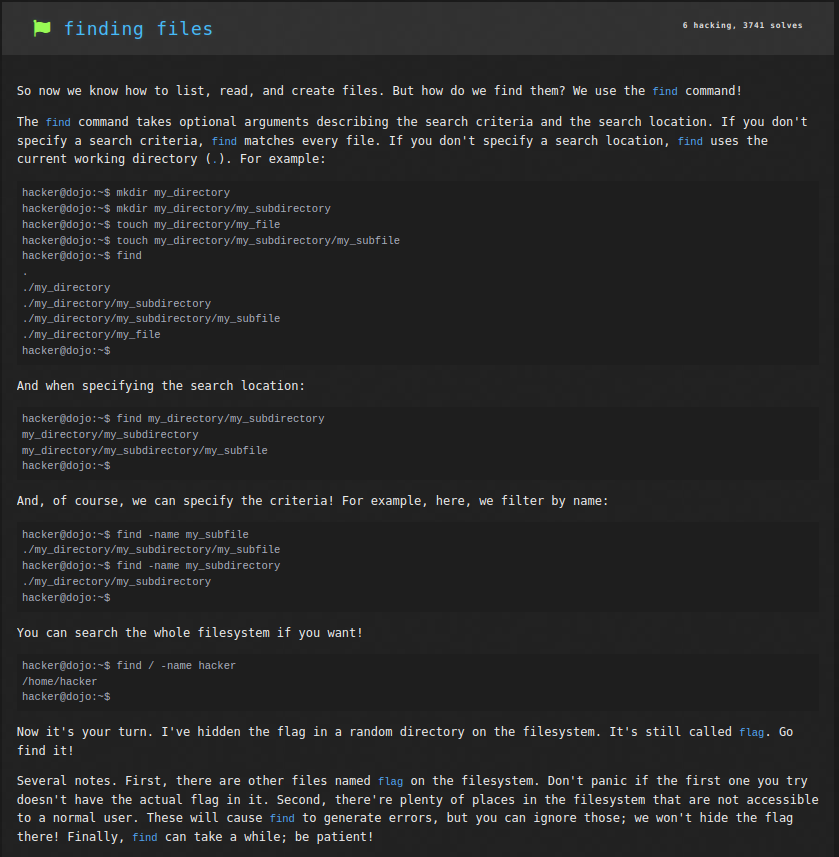 finding files
6 hacking, 3741 solves
So now we know how to list, read, and create files. But how do we find them? We use the find command!
The find command takes optional arguments describing the search criteria and the search location. If you don't
specify a search criteria, find matches every file. If you don't specify a search location, find uses the
current working directory (.). For example:
hacker@dojo:~$ mkdir my_directory
hacker@dojo:~$ mkdir my_directory/my_subdirectory
hacker@dojo:~$ touch my_directory/my_file
hacker@dojo:~$ touch my_directory/my_subdirectory/my_subfile
hacker@dojo:~$ find
.
./my_directory
./my_directory/my_subdirectory
./my_directory/my_subdirectory/my_subfile
./my_directory/my_file
hacker@dojo:~$
And when specifying the search location:
hacker@dojo:~$ find my_directory/my_subdirectory
my_directory/my_subdirectory
my_directory/my_subdirectory/my_subfile
hacker@dojo:~$
And, of course, we can specify the criteria! For example, here, we filter by name:
hacker@dojo:~$ find -name my_subfile
./my_directory/my_subdirectory/my_subfile
hacker@dojo:~$ find -name my_subdirectory
./my_directory/my_subdirectory
hacker@dojo:~$
You can search the whole filesystem if you want!
hacker@dojo:~$ find / -name hacker
/home/hacker
hacker@dojo:~$
Now it's your turn. I've hidden the flag in a random directory on the filesystem. It's still called flag. Go
find it!
Several notes. First, there are other files named flag on the filesystem. Don't panic if the first one you try
doesn't have the actual flag in it. Second, there're plenty of places in the filesystem that are not accessible
to a normal user. These will cause find to generate errors, but you can ignore those; we won't hide the flag
there! Finally, find can take a while; be patient!